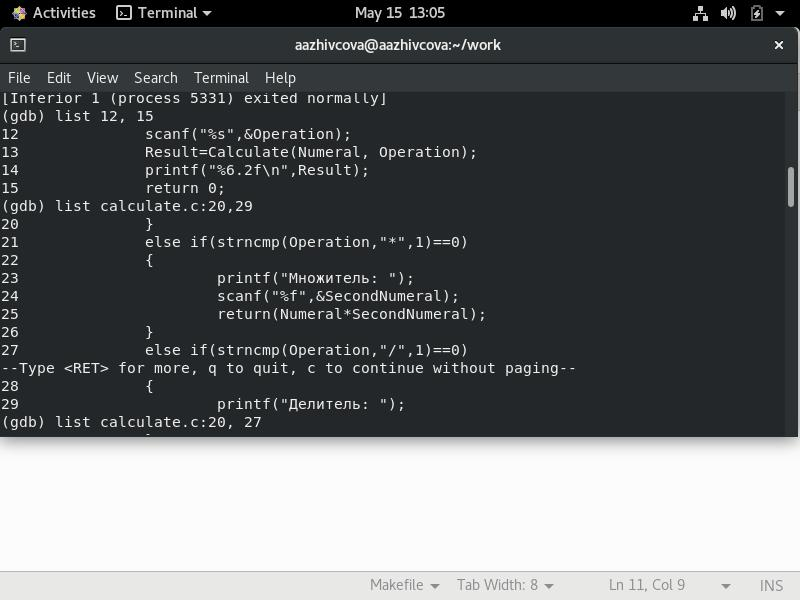 Activities Terminal May 15 13:05
aazhivcova@aazhivcova:~/work
File Edit View Search Terminal Help
[Inferior 1 (process 5331) exited normally]
(gdb) list 12, 15
12 scanf("%s",&Operation);
13 Result=Calculate(Numeral, Operation);
14 printf("%6.2f\n",Result);
15 return 0;
(gdb) list calculate.c:20,29
20 }
21 else if(strncmp(Operation,"*",1)==0)
22 {
23 printf("Множитель: ");
24 scanf("%f",&SecondNumeral);
25 return(Numeral*SecondNumeral);
26 }
27 else if(strncmp(Operation,"/",1)==0)
--Type <RET> for more, q to quit, c to continue without paging--
28 {
29 printf("Делитель: ");
(gdb) list calculate.c:20, 27
Makefile Tab Width: 8 Ln 11, Col 9 INS